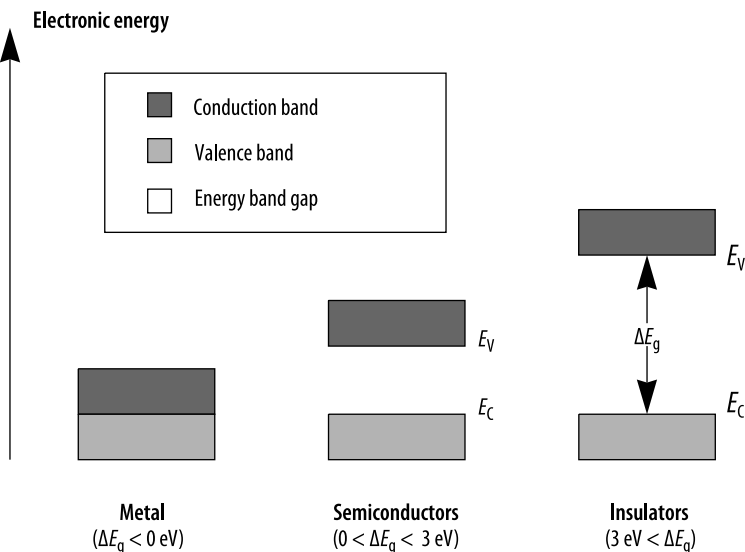 Electronic energy
Conduction band
Valence band
Energy band gap
E_V
E_V
ΔE_g
E_C
E_C
Metal
(ΔE_g < 0 eV)
Semiconductors
(0 < ΔE_g < 3 eV)
Insulators
(3 eV < ΔE_g)